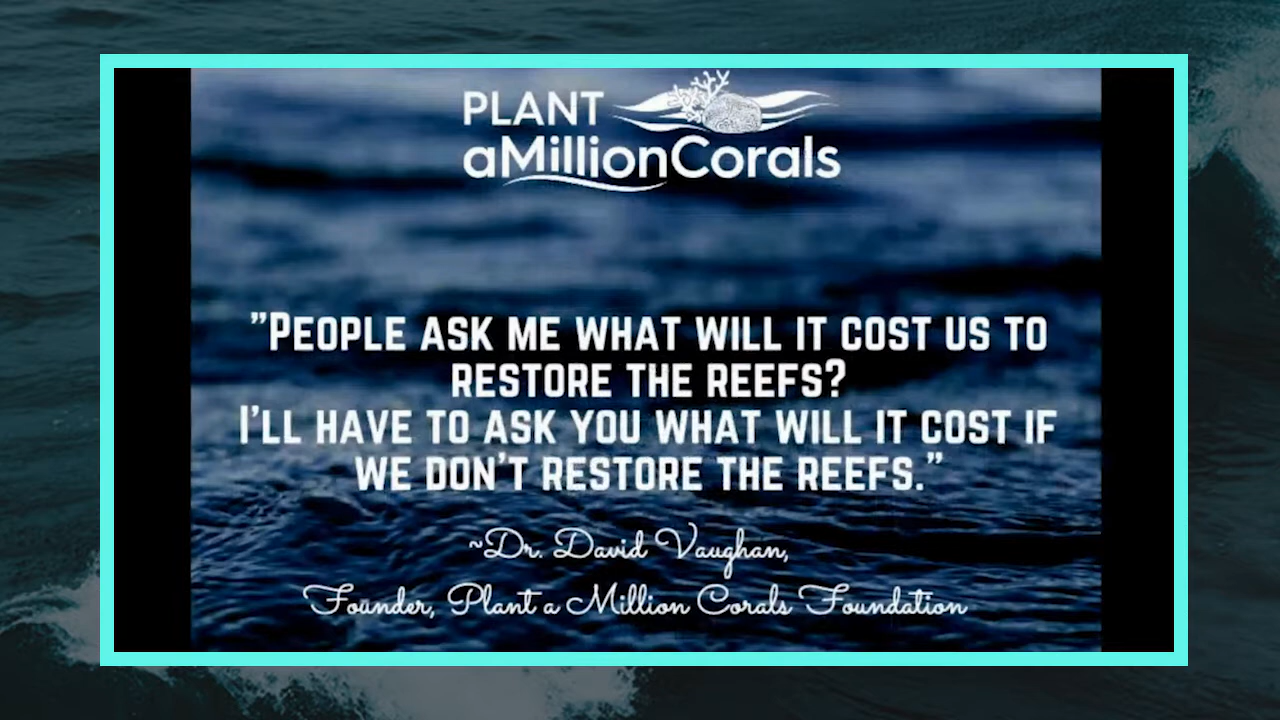 PLANT
aMillionCorals
"People ask me what will it cost us to
restore the reefs?
I'll have to ask you what will it cost if
we don't restore the reefs."
~Dr. David Vaughan,
Founder, Plant a Million Corals Foundation